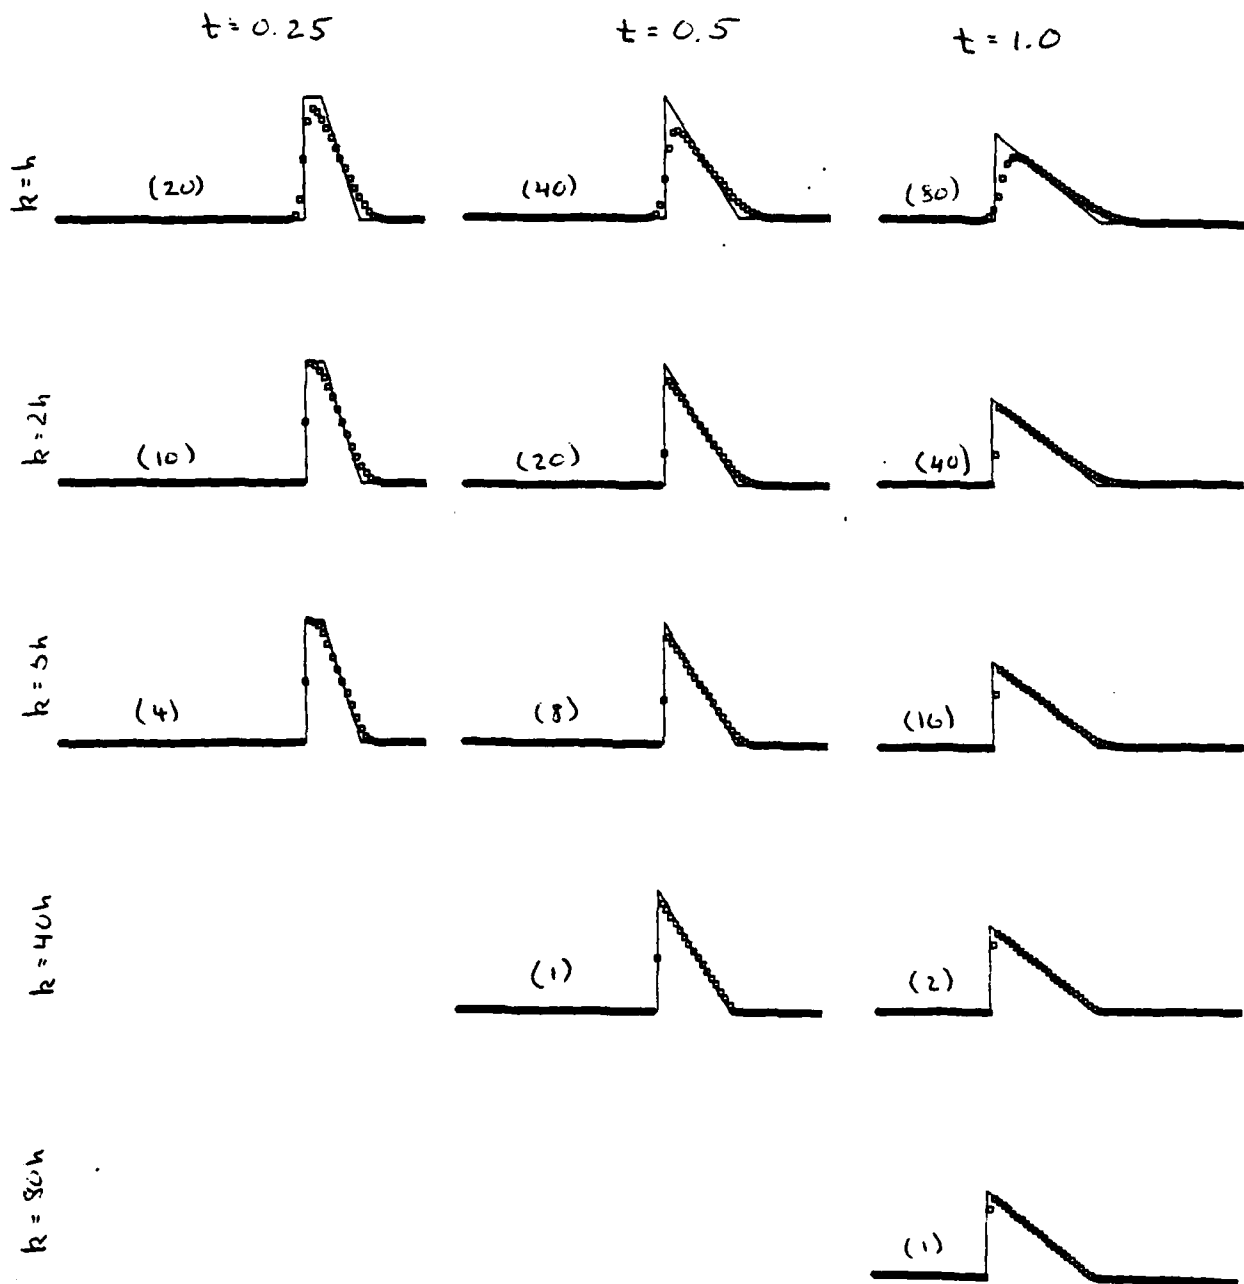 t = 0.25
t = 0.5
t = 1.0
k = h
(20)
(40)
(80)
k = 2h
(10)
(20)
(40)
k = 5h
(4)
(8)
(16)
k = 40h
(1)
(2)
k = 80h
(1)